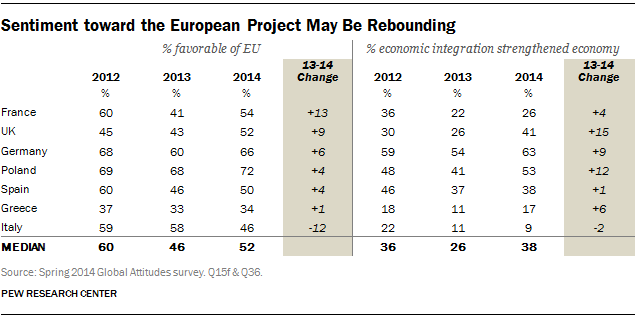 Sentiment toward the European Project May Be Rebounding
% favorable of EU % economic integration strengthened economy
2012 2013 2014 13-14 Change 2012 2013 2014 13-14 Change
% % % % % %
France 60 41 54 +13 36 22 26 +4
UK 45 43 52 +9 30 26 41 +15
Germany 68 60 66 +6 59 54 63 +9
Poland 69 68 72 +4 48 41 53 +12
Spain 60 46 50 +4 46 37 38 +1
Greece 37 33 34 +1 18 11 17 +6
Italy 59 58 46 -12 22 11 9 -2
MEDIAN 60 46 52 36 26 38
Source: Spring 2014 Global Attitudes survey. Q15f & Q36.
PEW RESEARCH CENTER